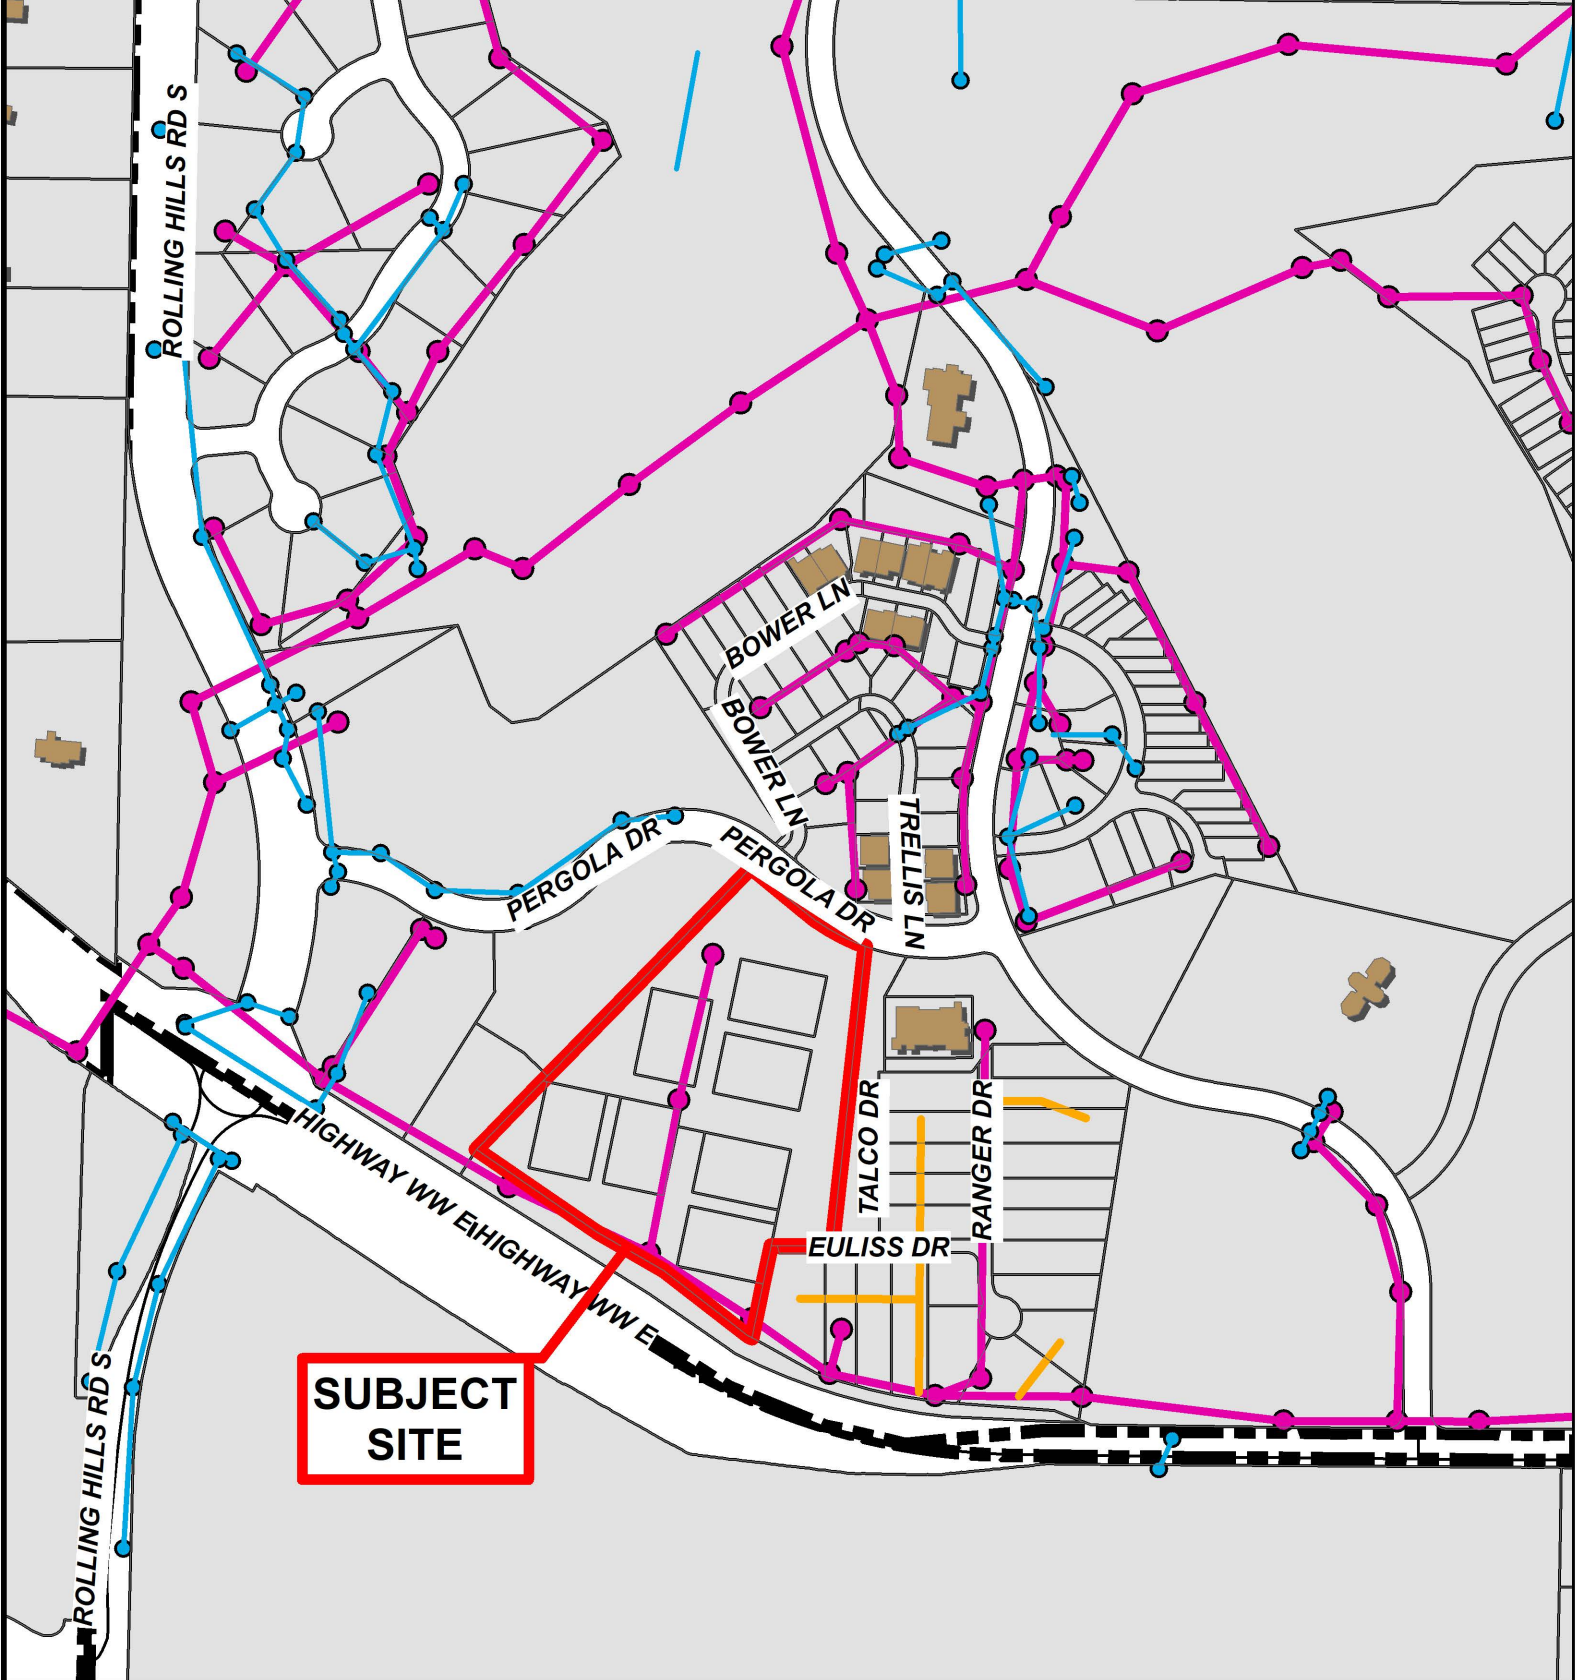 ROLLING HILLS RD S
BOWER LN
BOWER LN
PERGOLA DR
PERGOLA DR
TRELLIS LN
TALCO DR
RANGER DR
EULISS DR
HIGHWAY WW E
HIGHWAY WW E
SUBJECT
SITE
ROLLING HILLS RD S